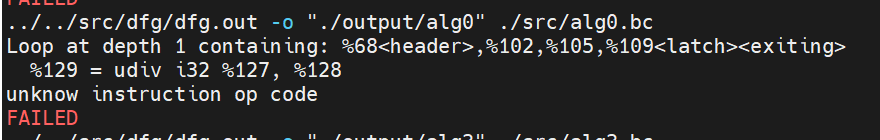 FAILED
../../src/dfg/dfg.out -o "./output/alg0" ./src/alg0.bc
Loop at depth 1 containing: %68<header>,%102,%105,%109<latch><exiting>
  %129 = udiv i32 %127, %128
unknow instruction op code
FAILED
../../src/dfg/dfg.out -o "./output/alg2" ./src/alg3.bc